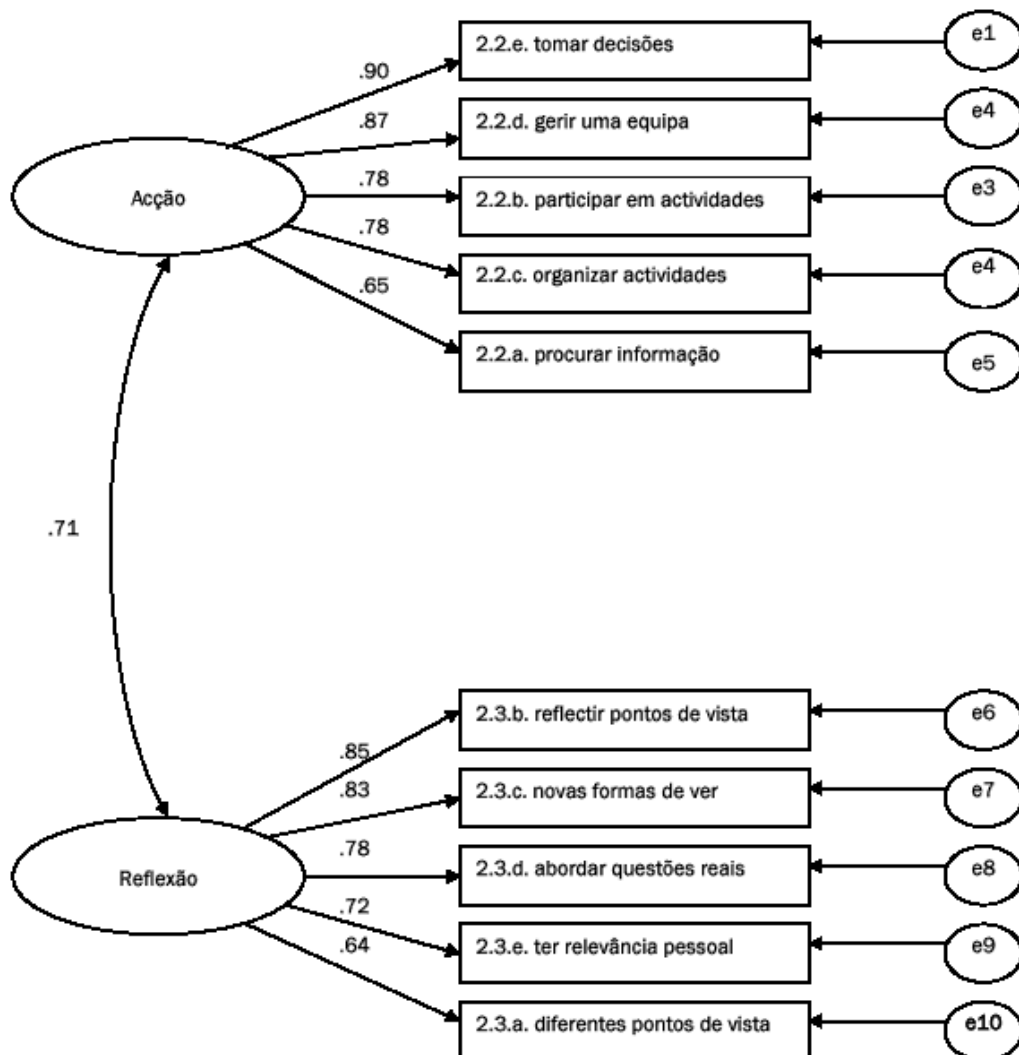 2.2.e. tomar decisões
e1
.90
2.2.d. gerir uma equipa
e4
.87
Acção
.78
2.2.b. participar em actividades
e3
.78
2.2.c. organizar actividades
e4
.65
2.2.a. procurar informação
e5
.71
2.3.b. reflectir pontos de vista
e6
.85
.83
2.3.c. novas formas de ver
e7
Reflexão
.78
2.3.d. abordar questões reais
e8
.72
2.3.e. ter relevância pessoal
e9
.64
2.3.a. diferentes pontos de vista
e10